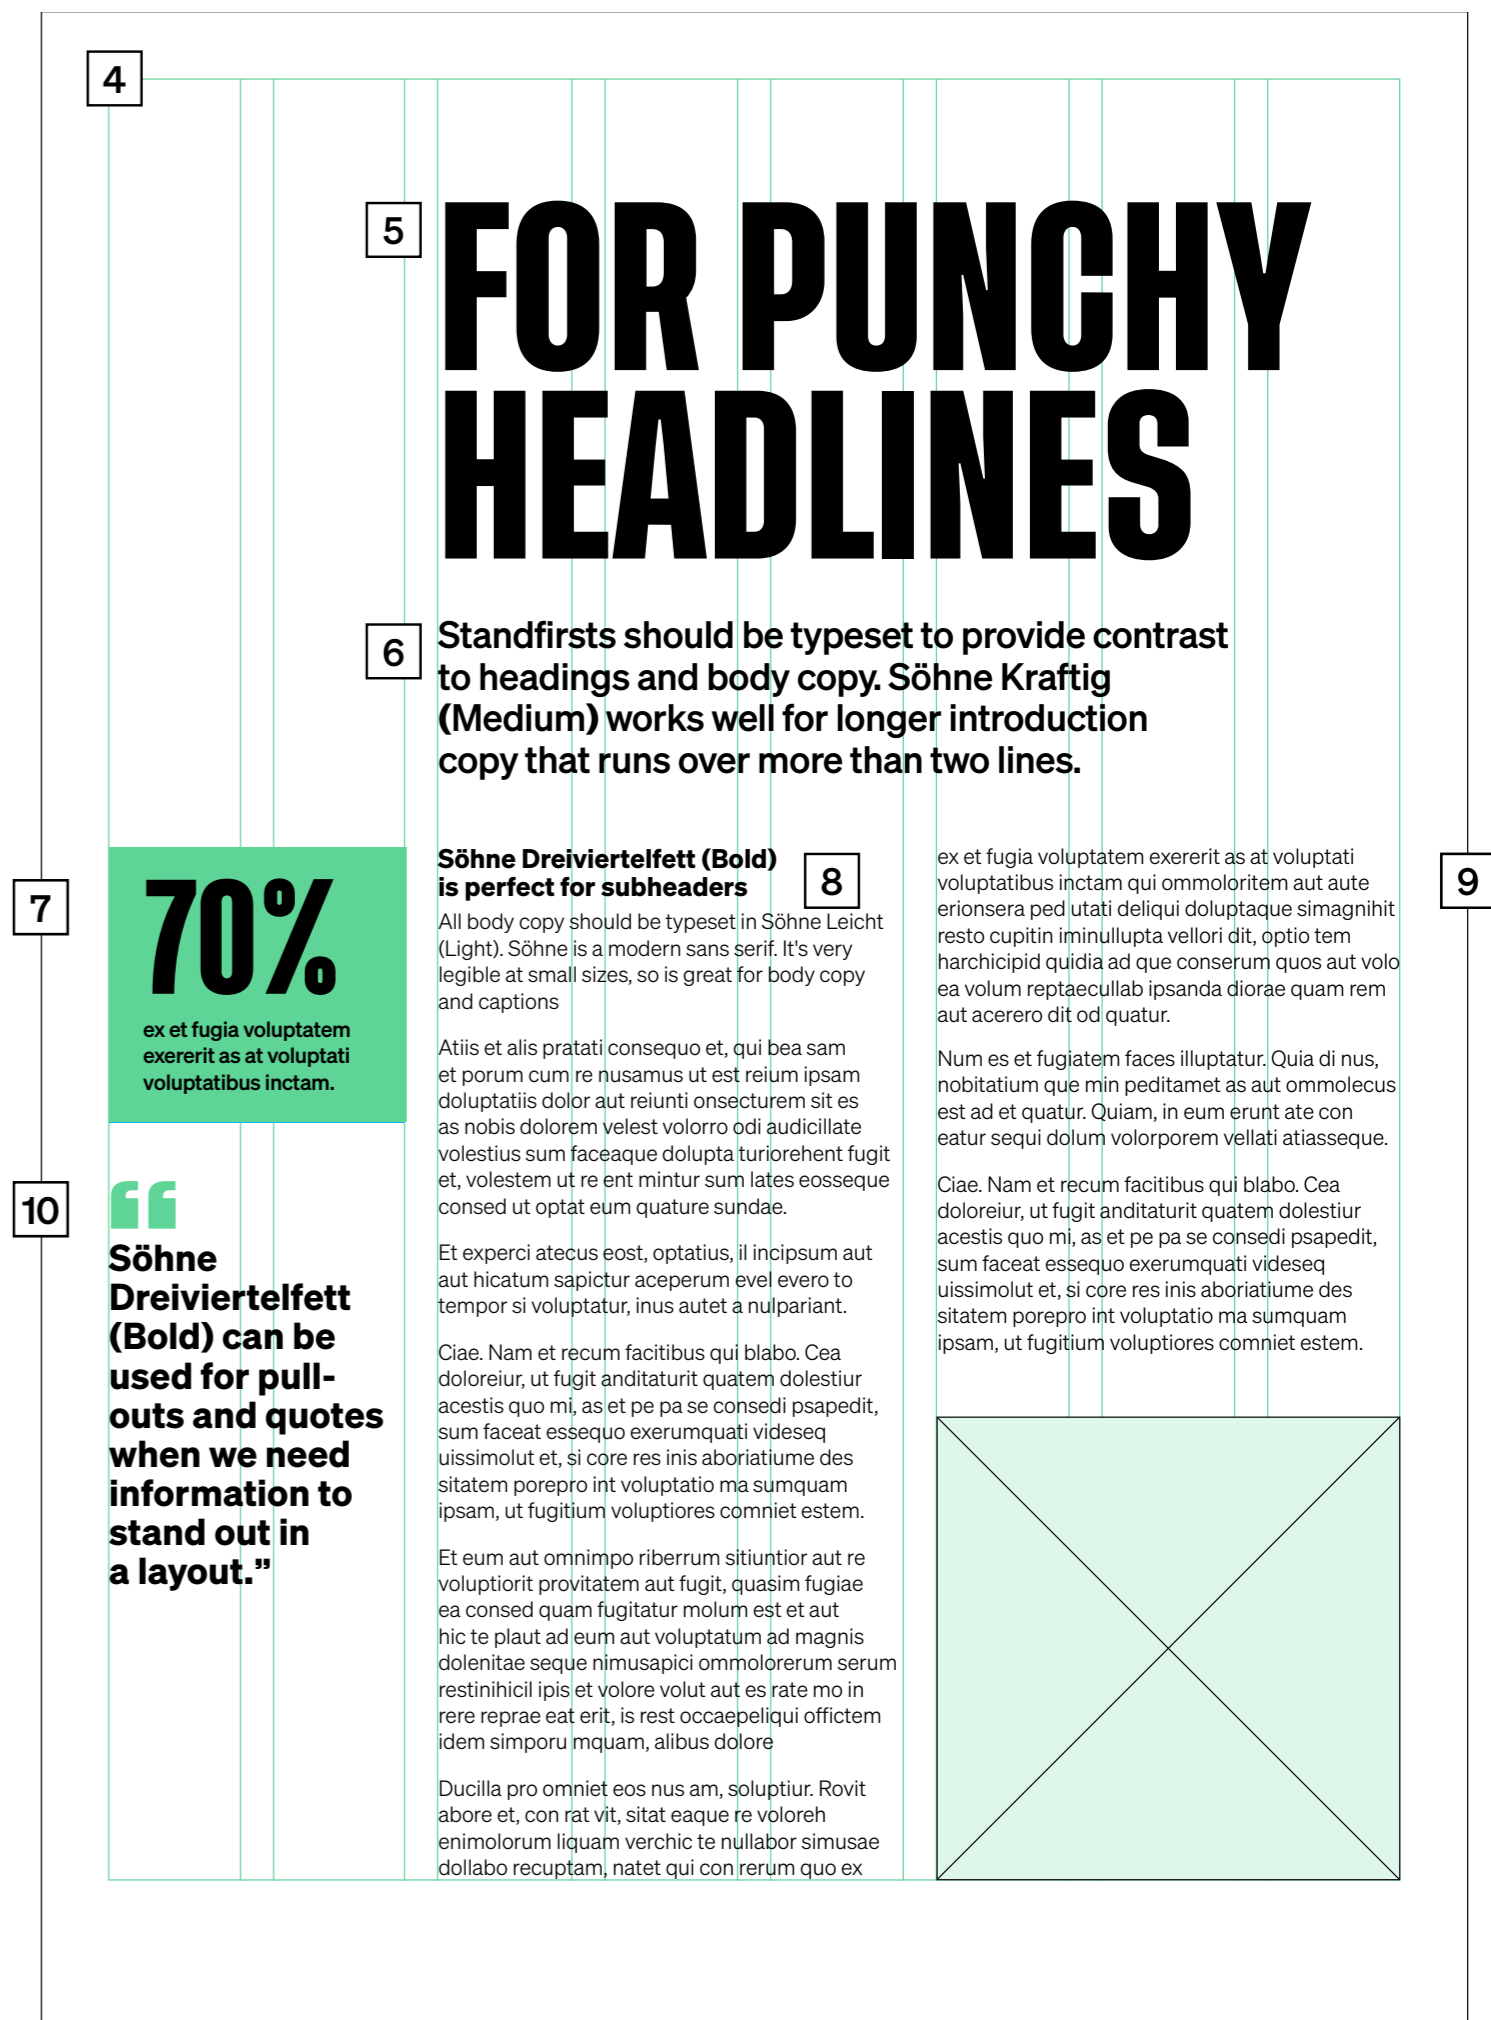 4
5
FOR PUNCHY
HEADLINES
6
Standfirsts should be typeset to provide contrast
to headings and body copy. Söhne Kraftig
(Medium) works well for longer introduction
copy that runs over more than two lines.
7
70%
ex et fugia voluptatem
exererit as at voluptati
voluptatibus inctam.
10
“
Söhne
Dreiviertelfett
(Bold) can be
used for pull-
outs and quotes
when we need
information to
stand out in
a layout.”
Söhne Dreiviertelfett (Bold)
is perfect for subheaders
8
All body copy should be typeset in Söhne Leicht
(Light). Söhne is a modern sans serif. It's very
legible at small sizes, so is great for body copy
and captions
Atiis et alis pratati consequo et, qui bea sam
et porum cum re nusamus ut est reium ipsam
doluptatiis dolor aut reiunti onsecturem sit es
as nobis dolorem velest volorro odi audicillate
volestius sum faceaque dolupta turiorehent fugit
et, volestem ut re ent mintur sum lates eosseque
consed ut optat eum quature sundae.
Et experci atecus eost, optatius, il incipsum aut
aut hicatum sapictur aceperum evel evero to
tempor si voluptatur, inus autet a nulpariant.
Ciae. Nam et recum facitibus qui blabo. Cea
doloreiur, ut fugit anditaturit quatem dolestiur
acestis quo mi, as et pe pa se consedi psapedit,
sum faceat essequo exerumquati videseq
uissimolut et, si core res inis aboriatiume des
sitatem porepro int voluptatio ma sumquam
ipsam, ut fugitium voluptiores comniet estem.
Et eum aut omnimpo riberrum sitiuntior aut re
voluptiorit provitatem aut fugit, quasim fugiae
ea consed quam fugitatur molum est et aut
hic te plaut ad eum aut voluptatum ad magnis
dolenitae seque nimusapici ommolorerum serum
restinihicil ipis et volore volut aut es rate mo in
rere reprae eat erit, is rest occaepeliqui offictem
idem simporu mquam, alibus dolore
Ducilla pro omniet eos nus am, soluptiur. Rovit
abore et, con rat vit, sitat eaque re voloreh
enimolorum liquam verchic te nullabor simusae
dollabo recuptam, natet qui con rerum quo ex
9
ex et fugia voluptatem exererit as at voluptati
voluptatibus inctam qui ommoloritem aut aute
erionsera ped utati deliqui doluptaque simagnihit
resto cupitin iminullupta vellori dit, optio tem
harchicipid quidia ad que conserum quos aut volo
ea volum reptaecullab ipsanda diorae quam rem
aut acerero dit od quatur.
Num es et fugiatem faces illuptatur. Quia di nus,
nobitatium que min peditamet as aut ommolecus
est ad et quatur. Quiam, in eum erunt ate con
eatur sequi dolum volorporem vellati atiasseque.
Ciae. Nam et recum facitibus qui blabo. Cea
doloreiur, ut fugit anditaturit quatem dolestiur
acestis quo mi, as et pe pa se consedi psapedit,
sum faceat essequo exerumquati videseq
uissimolut et, si core res inis aboriatiume des
sitatem porepro int voluptatio ma sumquam
ipsam, ut fugitium voluptiores comniet estem.